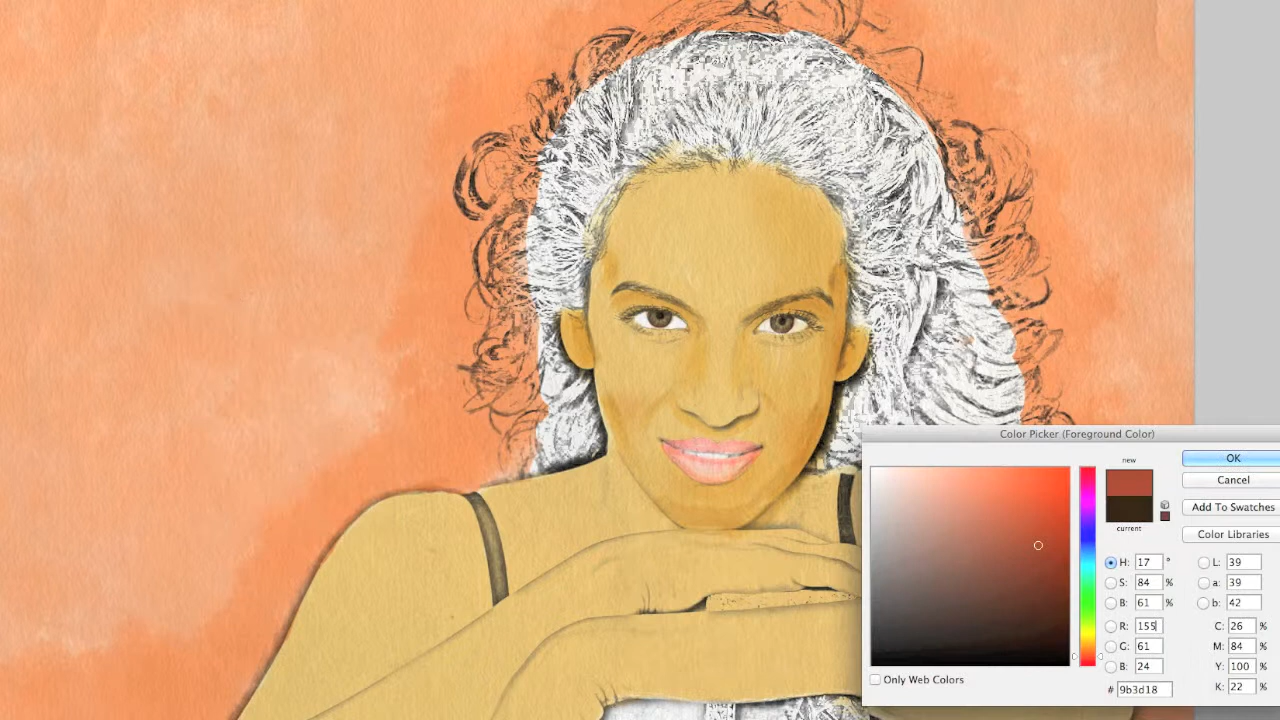 Color Picker (Foreground Color)
new
OK
Cancel
Add To Swatches
current
Color Libraries
H: 17 °
L: 39
S: 84 %
a: 39
B: 61 %
b: 42
R: 155
C: 26 %
G: 61
M: 84 %
B: 24
Y: 100 %
Only Web Colors
# 9b3d18
K: 22 %